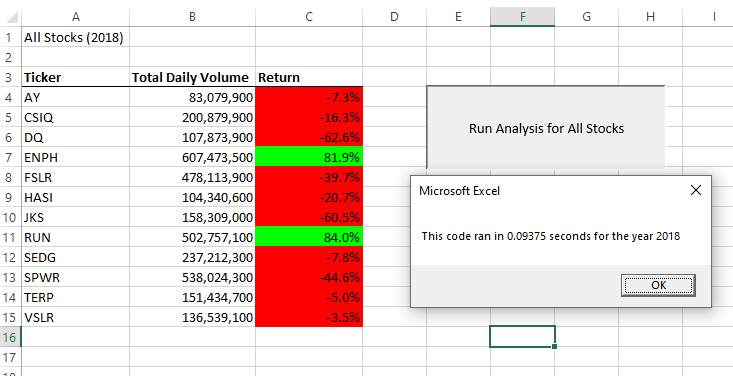 A B C D E F G H I
1 All Stocks (2018)
2
3 Ticker Total Daily Volume Return
4 AY 83,079,900 -7.3%
5 CSIQ 200,879,900 -16.3%
Run Analysis for All Stocks
6 DQ 107,873,900 -62.6%
7 ENPH 607,473,500 81.9%
8 FSLR 478,113,900 -39.7%
Microsoft Excel
9 HASI 104,340,600 -20.7%
10 JKS 158,309,000 -60.5%
11 RUN 502,757,100 84.0%
This code ran in 0.09375 seconds for the year 2018
12 SEDG 237,212,300 -7.8%
13 SPWR 538,024,300 -44.6%
OK
14 TERP 151,434,700 -5.0%
15 VSLR 136,539,100 -3.5%
16
17